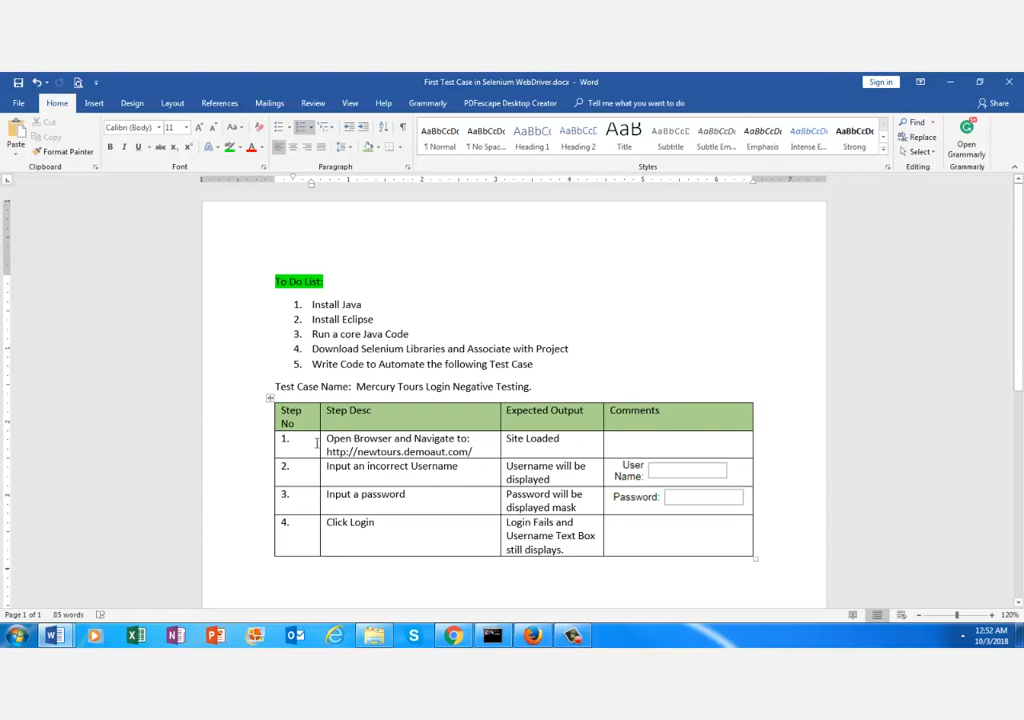 First Test Case in Selenium WebDriver.docx - Word
Sign in
File Home Insert Design Layout References Mailings Review View Help Grammarly PDFescape Desktop Creator Tell me what you want to do Share
Paste
Cut
Copy
Format Painter
Calibri (Body) 11
AaBbCcDc AaBbCcDc AaBbCc AaBbCcC AaB AaBbCcD AaBbCcDc AaBbCcDc AaBbCcDc AaBbCcDc
¶ Normal ¶ No Spac... Heading 1 Heading 2 Title Subtitle Subtle Em... Emphasis Intense E... Strong
Find
Replace
Select
Open
Grammarly
Clipboard Font Paragraph Styles Editing Grammarly
To Do List:
1. Install Java
2. Install Eclipse
3. Run a core Java Code
4. Download Selenium Libraries and Associate with Project
5. Write Code to Automate the following Test Case
Test Case Name: Mercury Tours Login Negative Testing.
Step No Step Desc Expected Output Comments
1. Open Browser and Navigate to: Site Loaded
http://newtours.demoaut.com/
2. Input an incorrect Username Username will be User
displayed Name:
3. Input a password Password will be Password:
displayed mask
4. Click Login Login Fails and
Username Text Box
still displays.
Page 1 of 1 85 words 120%
12:52 AM
10/3/2018